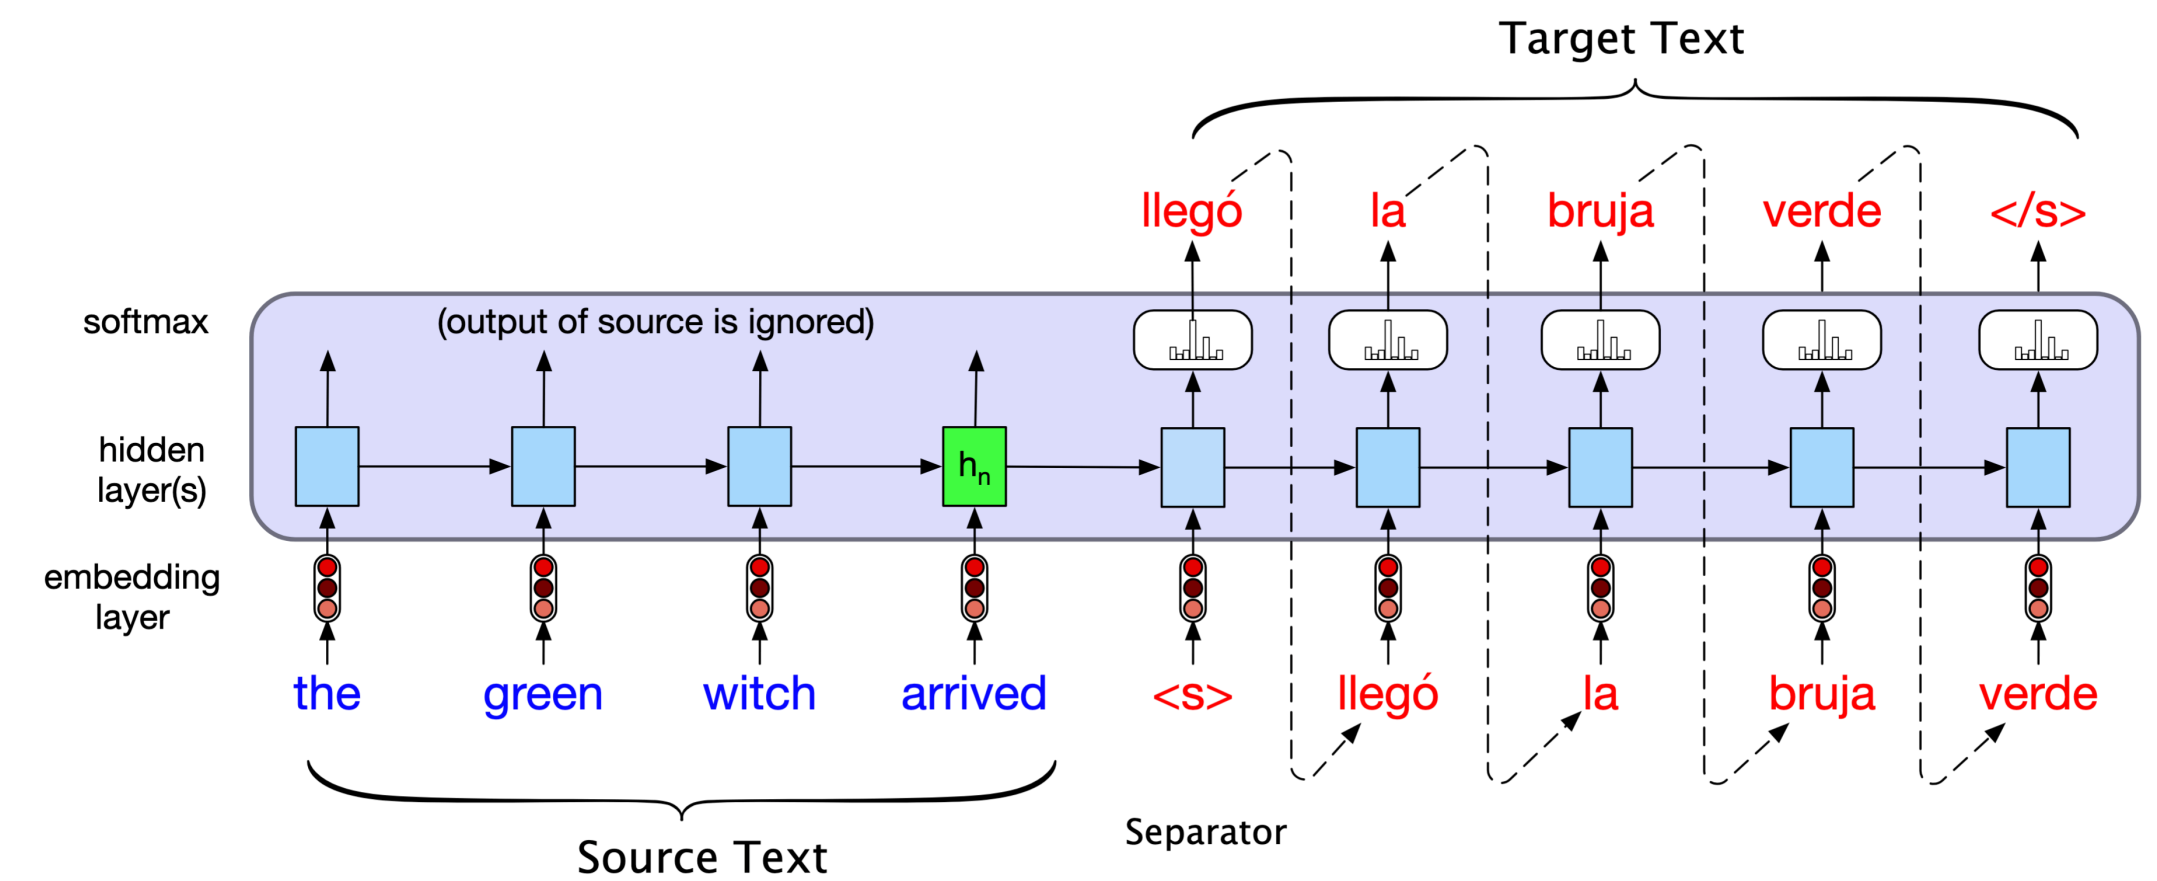 Target Text
llegó la bruja verde </s>
softmax
(output of source is ignored)
hidden
layer(s)
hn
embedding
layer
the green witch arrived <s> llegó la bruja verde
Separator
Source Text